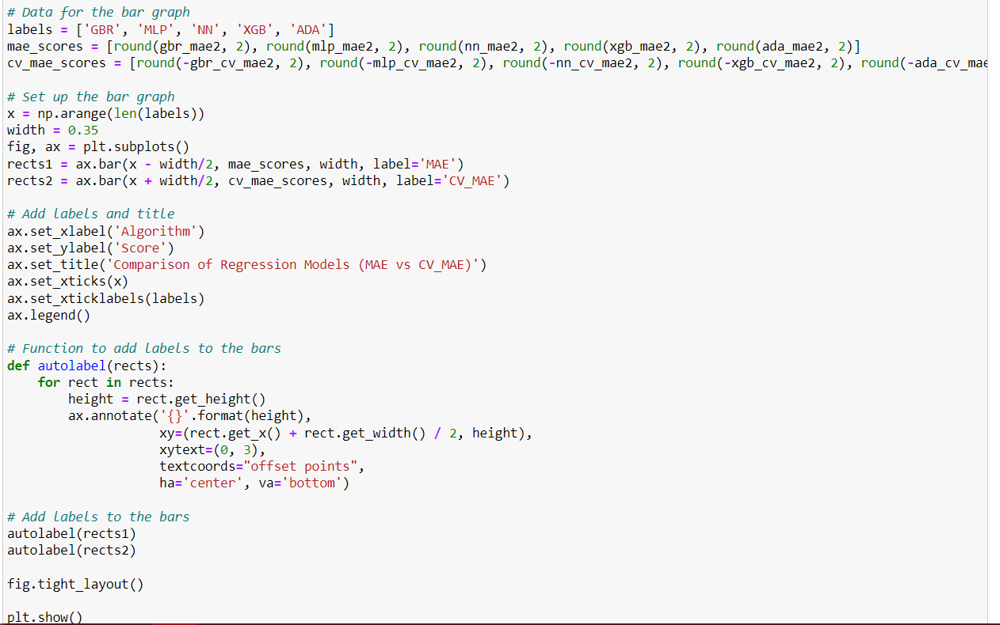 # Data for the bar graph
labels = ['GBR', 'MLP', 'NN', 'XGB', 'ADA']
mae_scores = [round(gbr_mae2, 2), round(mlp_mae2, 2), round(nn_mae2, 2), round(xgb_mae2, 2), round(ada_mae2, 2)]
cv_mae_scores = [round(-gbr_cv_mae2, 2), round(-mlp_cv_mae2, 2), round(-nn_cv_mae2, 2), round(-xgb_cv_mae2, 2), round(-ada_cv_mae
# Set up the bar graph
x = np.arange(len(labels))
width = 0.35
fig, ax = plt.subplots()
rects1 = ax.bar(x - width/2, mae_scores, width, label='MAE')
rects2 = ax.bar(x + width/2, cv_mae_scores, width, label='CV_MAE')
# Add labels and title
ax.set_xlabel('Algorithm')
ax.set_ylabel('Score')
ax.set_title('Comparison of Regression Models (MAE vs CV_MAE)')
ax.set_xticks(x)
ax.set_xticklabels(labels)
ax.legend()
# Function to add labels to the bars
def autolabel(rects):
    for rect in rects:
        height = rect.get_height()
        ax.annotate('{}'.format(height),
                    xy=(rect.get_x() + rect.get_width() / 2, height),
                    xytext=(0, 3),
                    textcoords="offset points",
                    ha='center', va='bottom')
# Add labels to the bars
autolabel(rects1)
autolabel(rects2)
fig.tight_layout()
plt.show()